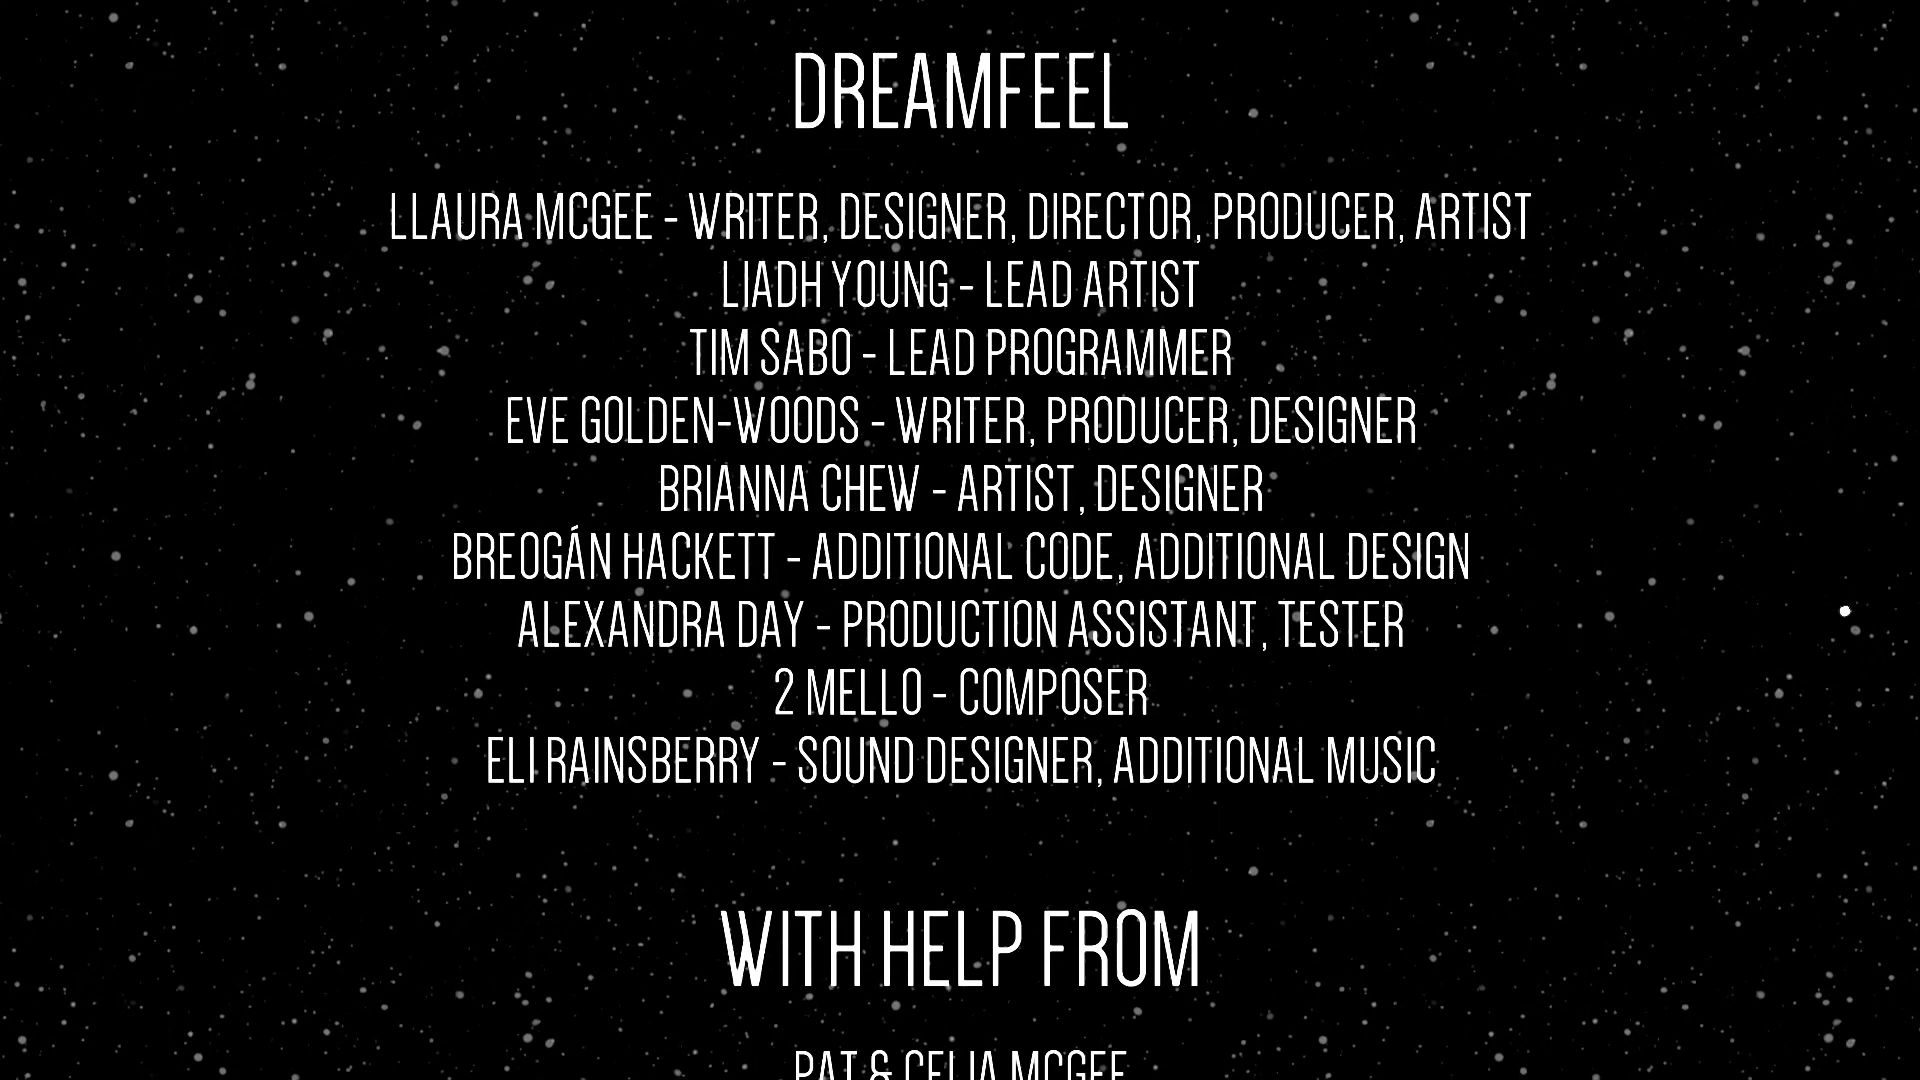 DREAMFEEL
LLAURA MCGEE - WRITER, DESIGNER, DIRECTOR, PRODUCER, ARTIST
LIADH YOUNG - LEAD ARTIST
TIM SABO - LEAD PROGRAMMER
EVE GOLDEN-WOODS - WRITER, PRODUCER, DESIGNER
BRIANNA CHEW - ARTIST, DESIGNER
BREOGÁN HACKETT - ADDITIONAL CODE, ADDITIONAL DESIGN
ALEXANDRA DAY - PRODUCTION ASSISTANT, TESTER
2 MELLO - COMPOSER
ELI RAINSBERRY - SOUND DESIGNER, ADDITIONAL MUSIC
WITH HELP FROM
PAT & CELIA MCGEE